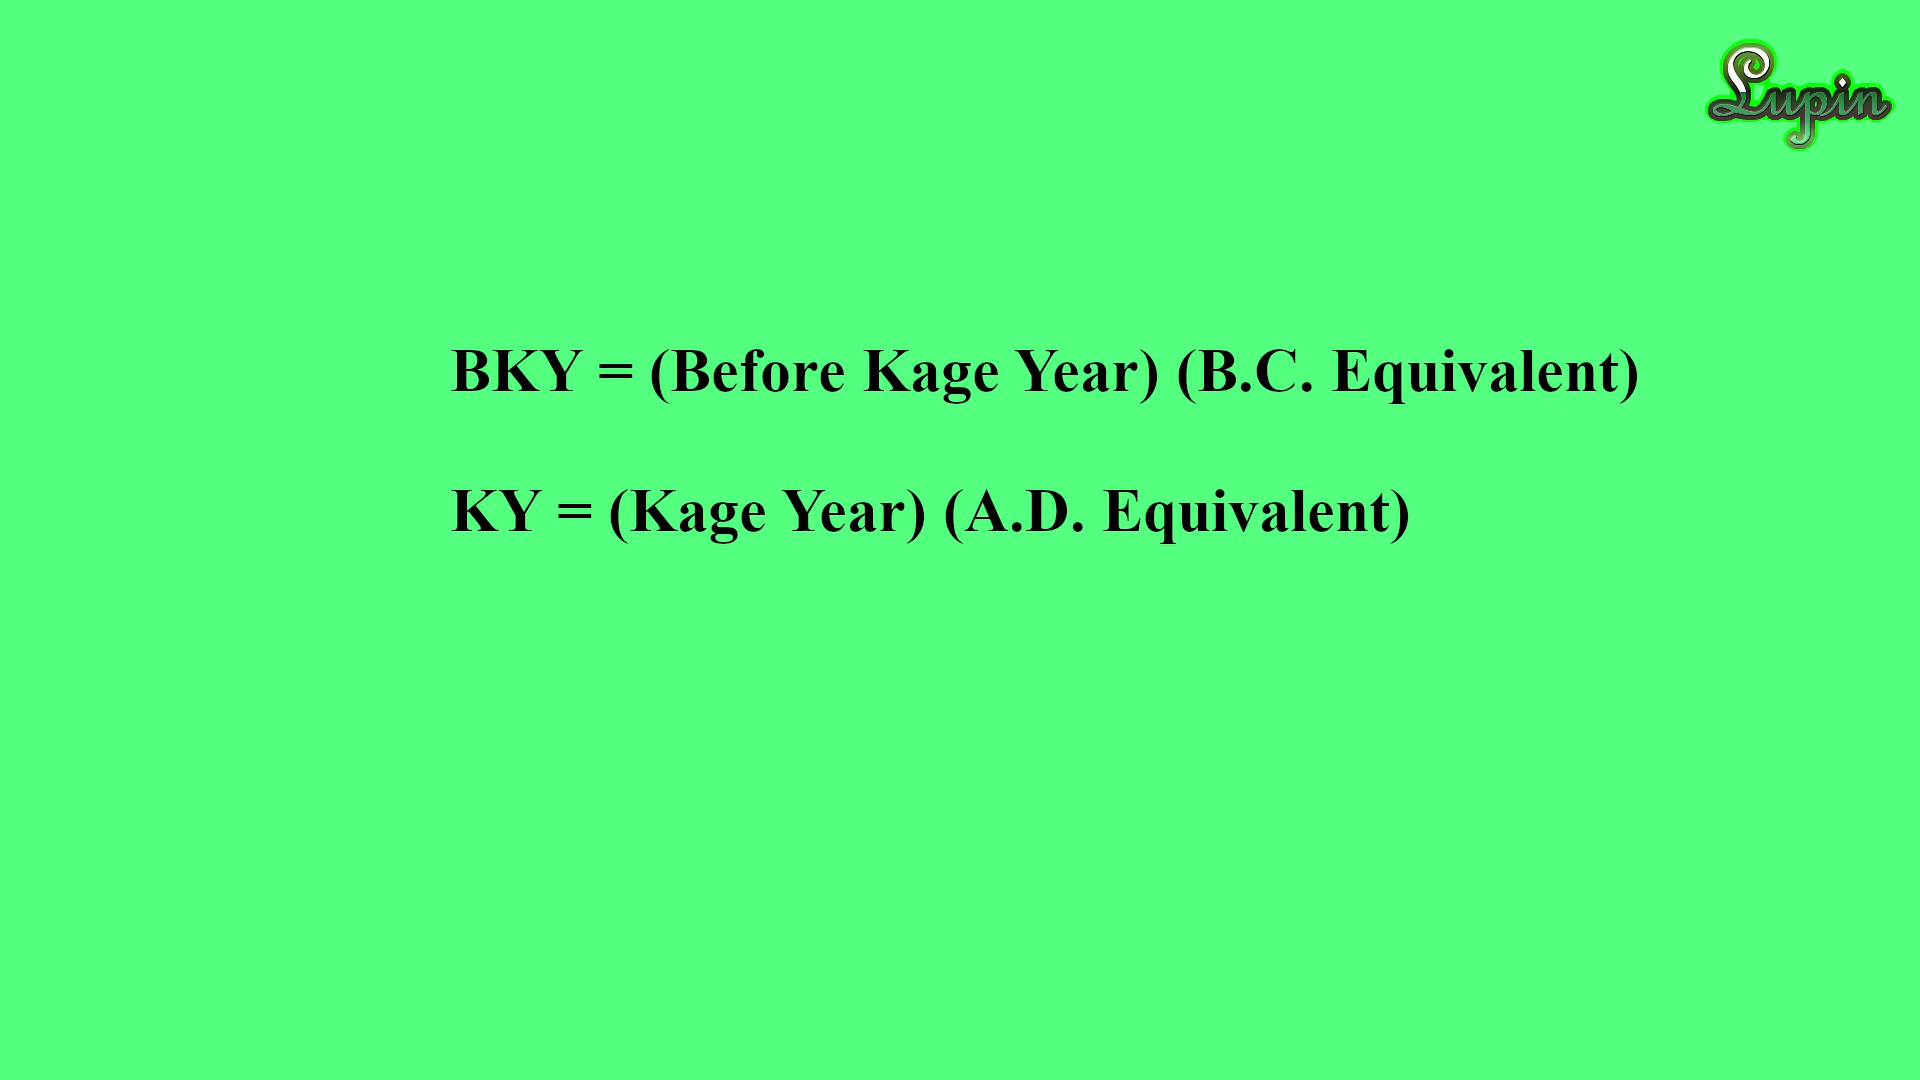 Lupin
BKY = (Before Kage Year) (B.C. Equivalent)
KY = (Kage Year) (A.D. Equivalent)